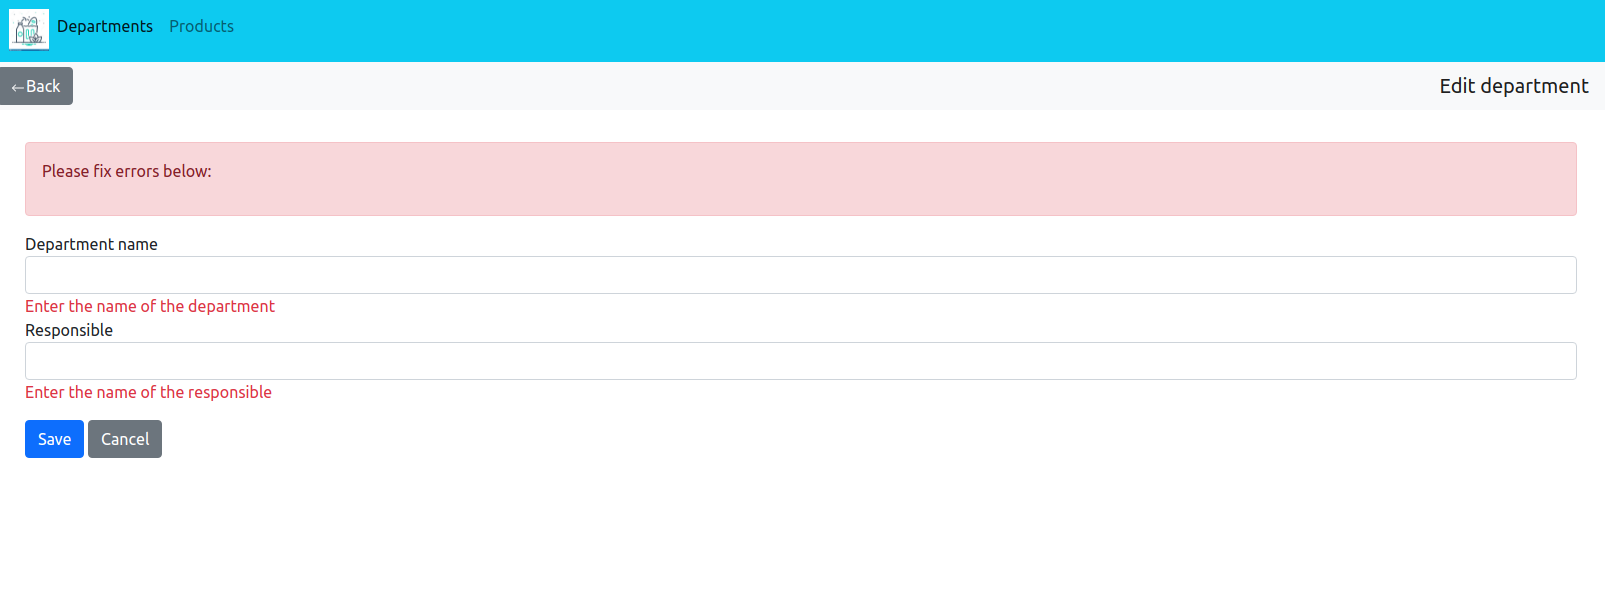 Departments Products
←Back Edit department
Please fix errors below:
Department name
Enter the name of the department
Responsible
Enter the name of the responsible
Save Cancel